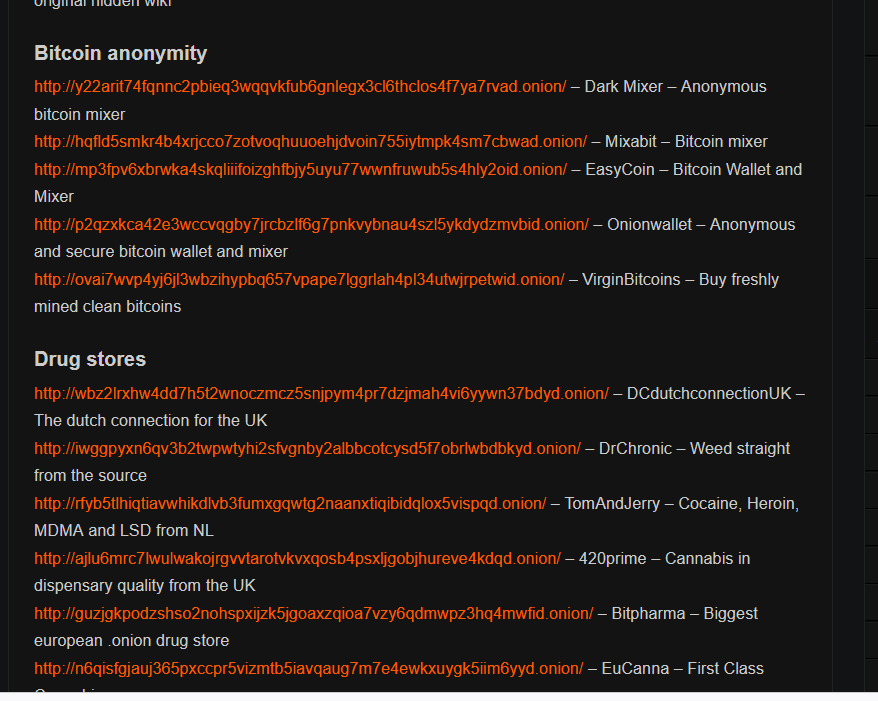 original hidden wiki
Bitcoin anonymity
http://y22arit74fqnnc2pbieq3wqqvkfub6gnlegx3cl6thclos4f7ya7rvad.onion/ – Dark Mixer – Anonymous
bitcoin mixer
http://hqfld5smkr4b4xrjcco7zotvoqhuuoehjdvoin755iytmpk4sm7cbwad.onion/ – Mixabit – Bitcoin mixer
http://mp3fpv6xbrwka4skqliiifoizghfbjy5uyu77wwnfruwub5s4hly2oid.onion/ – EasyCoin – Bitcoin Wallet and
Mixer
http://p2qzxkca42e3wccvqgby7jrcbzlf6g7pnkvybnau4szl5ykdydzmvbid.onion/ – Onionwallet – Anonymous
and secure bitcoin wallet and mixer
http://ovai7wvp4yj6jl3wbzihypbq657vpape7lggrlah4pl34utwjrpetwid.onion/ – VirginBitcoins – Buy freshly
mined clean bitcoins
Drug stores
http://wbz2lrxhw4dd7h5t2wnoczmcz5snjpym4pr7dzjmah4vi6yywn37bdyd.onion/ – DCdutchconnectionUK –
The dutch connection for the UK
http://iwggpyxn6qv3b2twpwtyhi2sfvgnby2albbcotcysd5f7obrlwbdbkyd.onion/ – DrChronic – Weed straight
from the source
http://rfyb5tlhiqtiavwhikdlvb3fumxgqwtg2naanxtiqibidqlox5vispqd.onion/ – TomAndJerry – Cocaine, Heroin,
MDMA and LSD from NL
http://ajlu6mrc7lwulwakojrgvvtarotvkvxqosb4psxljgobjhureve4kdqd.onion/ – 420prime – Cannabis in
dispensary quality from the UK
http://guzjgkpodzshso2nohspxijzk5jgoaxzqioa7vzy6qdmwpz3hq4mwfid.onion/ – Bitpharma – Biggest
european .onion drug store
http://n6qisfgjauj365pxccpr5vizmtb5iavqaug7m7e4ewkxuygk5iim6yyd.onion/ – EuCanna – First Class